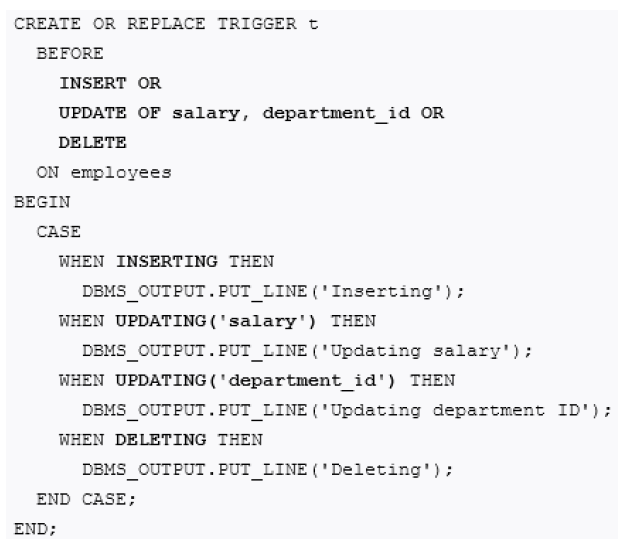 CREATE OR REPLACE TRIGGER t
  BEFORE
    INSERT OR
    UPDATE OF salary, department_id OR
    DELETE
  ON employees
BEGIN
  CASE
    WHEN INSERTING THEN
      DBMS_OUTPUT.PUT_LINE('Inserting');
    WHEN UPDATING('salary') THEN
      DBMS_OUTPUT.PUT_LINE('Updating salary');
    WHEN UPDATING('department_id') THEN
      DBMS_OUTPUT.PUT_LINE('Updating department ID');
    WHEN DELETING THEN
      DBMS_OUTPUT.PUT_LINE('Deleting');
  END CASE;
END;